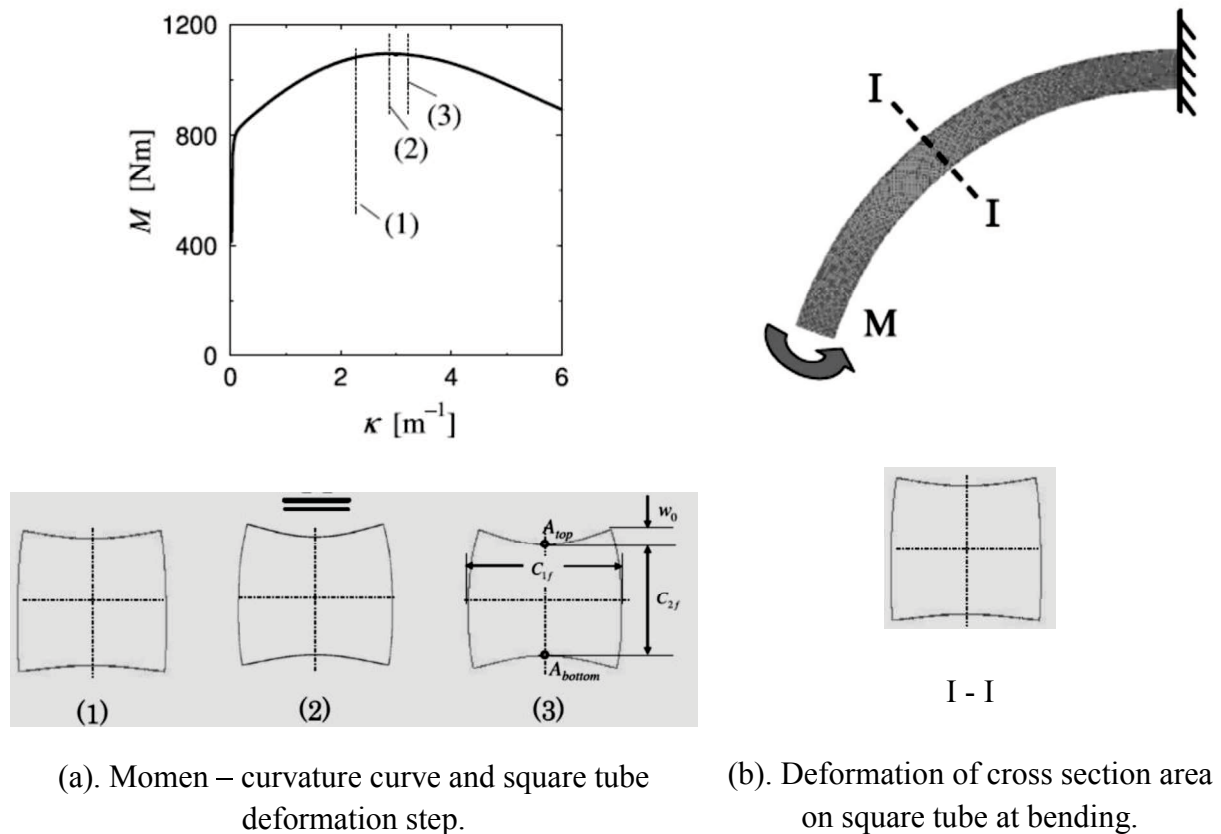 1200
800
400
0
M [Nm]
(1)
(2)
(3)
0
2
4
6
κ [m⁻¹]
I
I
M
(1)
(2)
A_top
w₀
C_1f
C_2f
A_bottom
(3)
I - I
(a). Momen – curvature curve and square tube
deformation step.
(b). Deformation of cross section area
on square tube at bending.